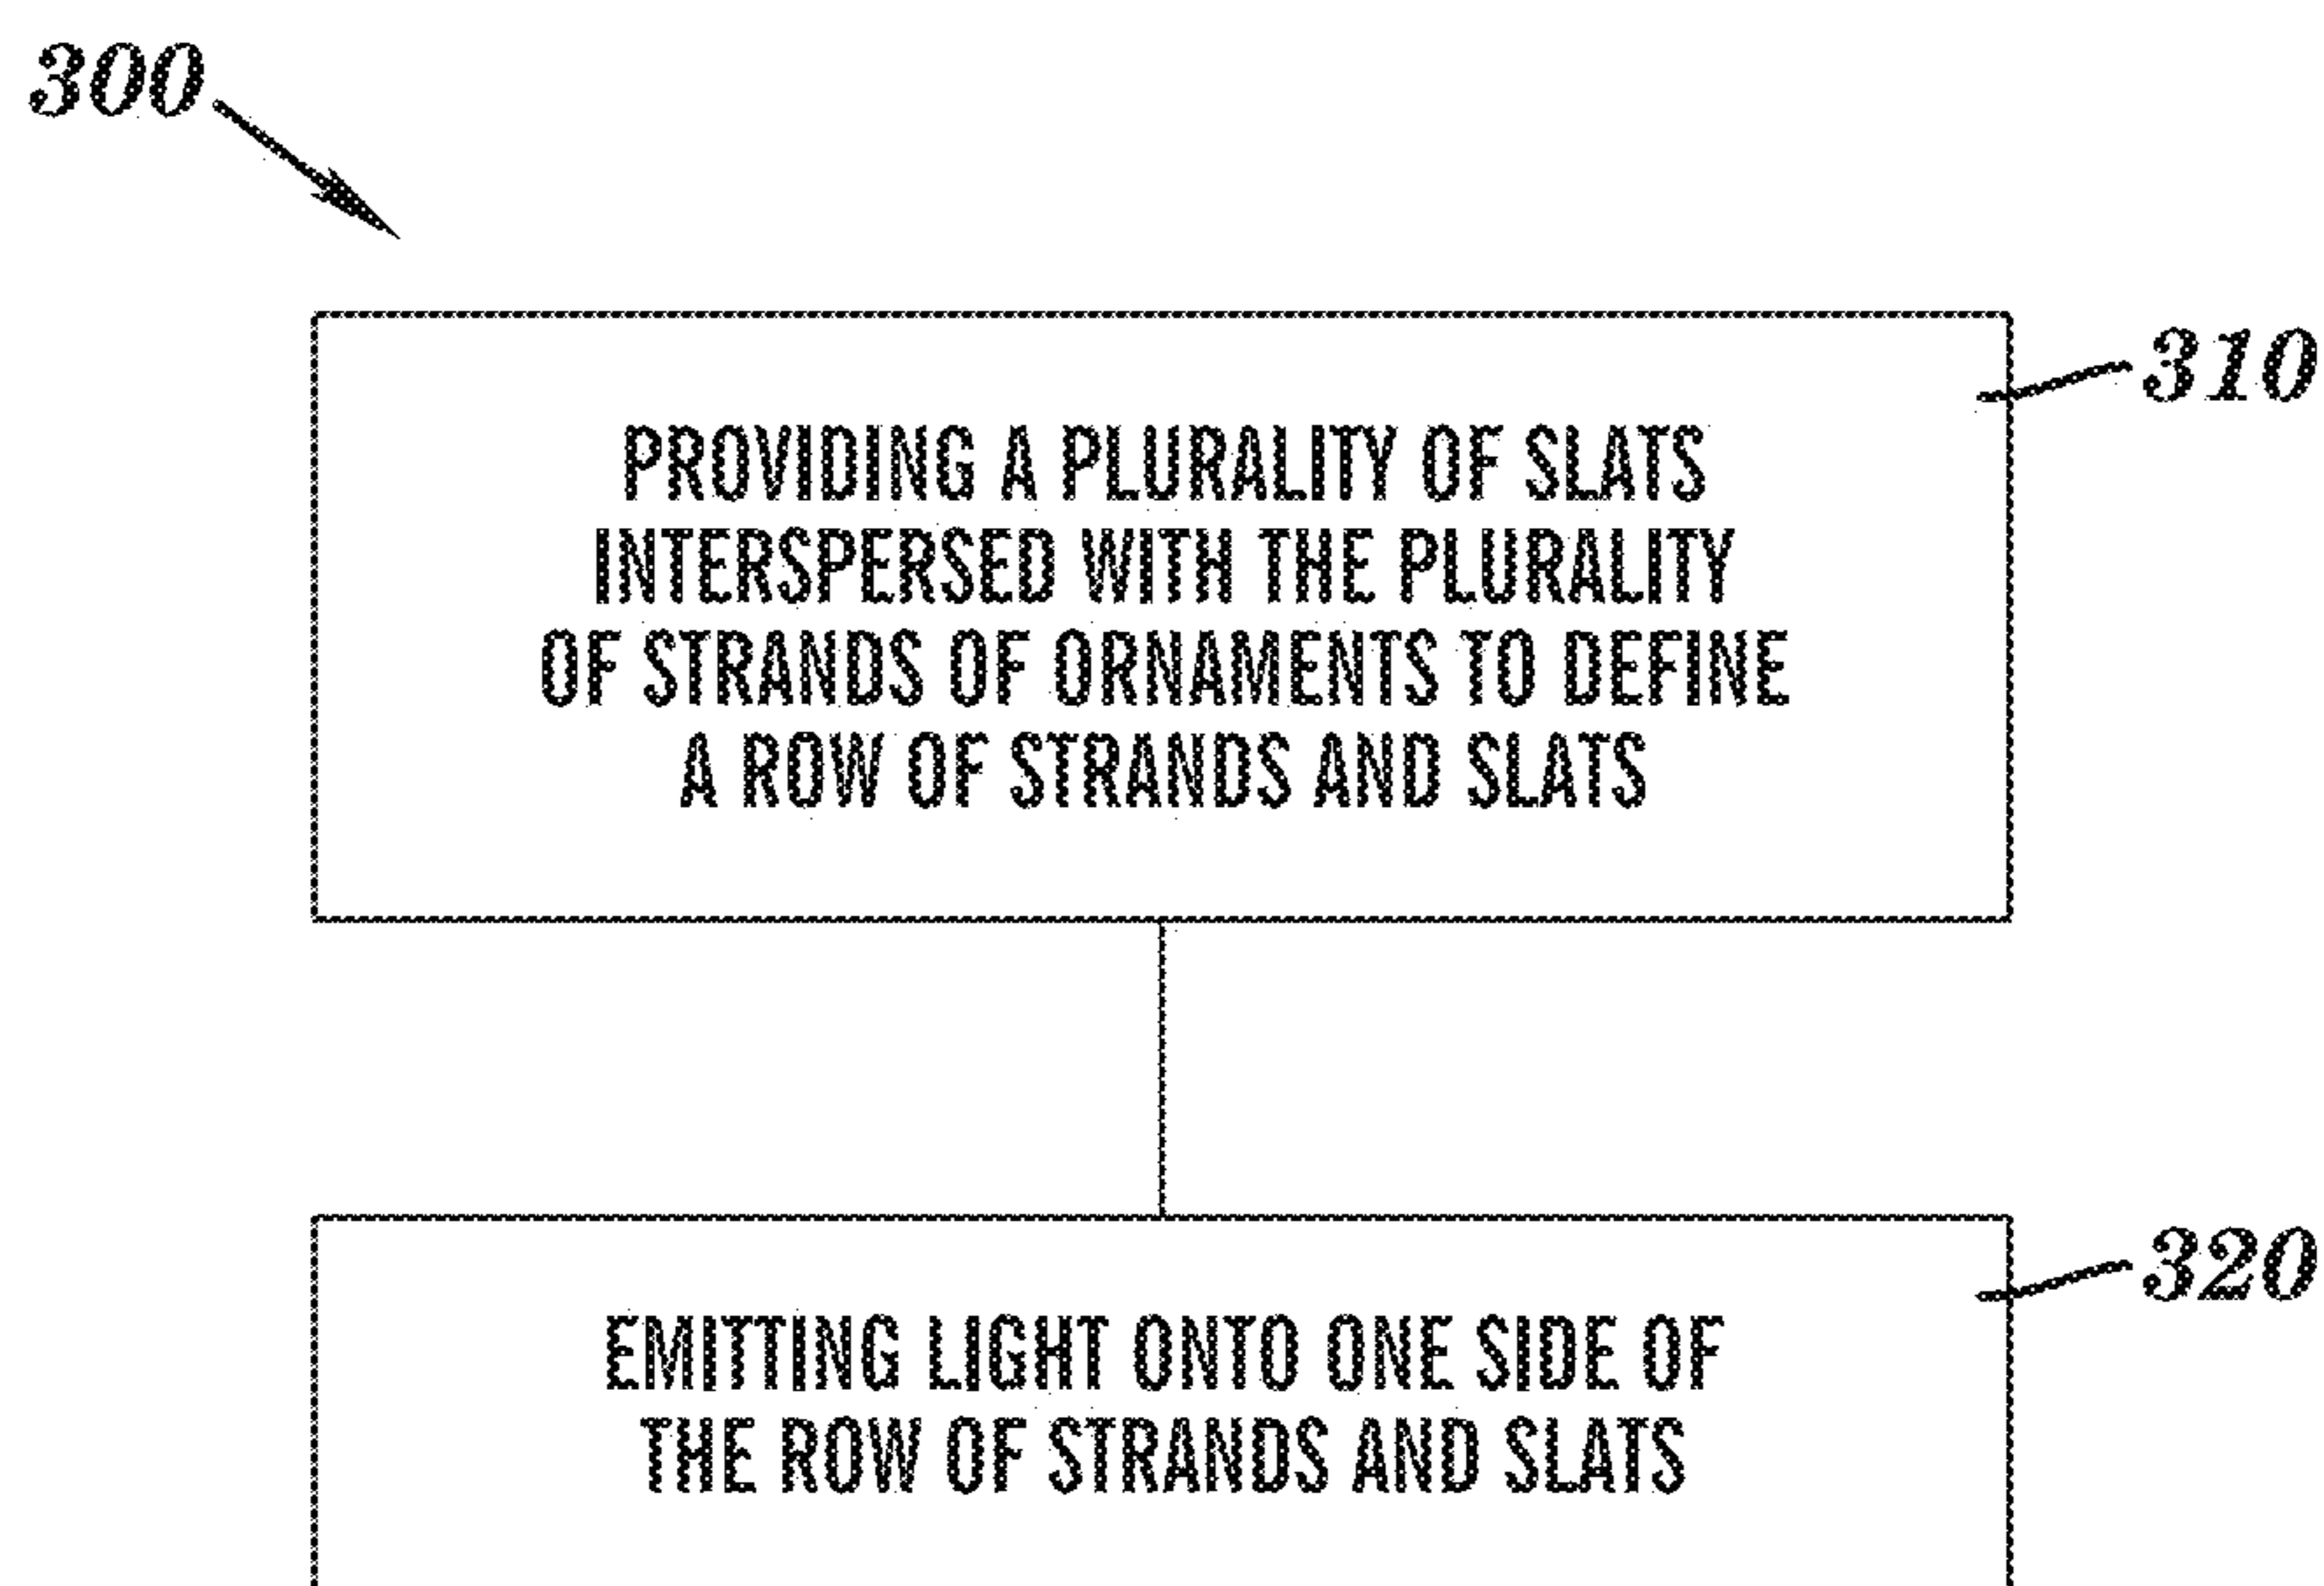 300
310
PROVIDING A PLURALITY OF SLATS
INTERSPERSED WITH THE PLURALITY
OF STRANDS OF ORNAMENTS TO DEFINE
A ROW OF STRANDS AND SLATS
320
EMITTING LIGHT ONTO ONE SIDE OF
THE ROW OF STRANDS AND SLATS